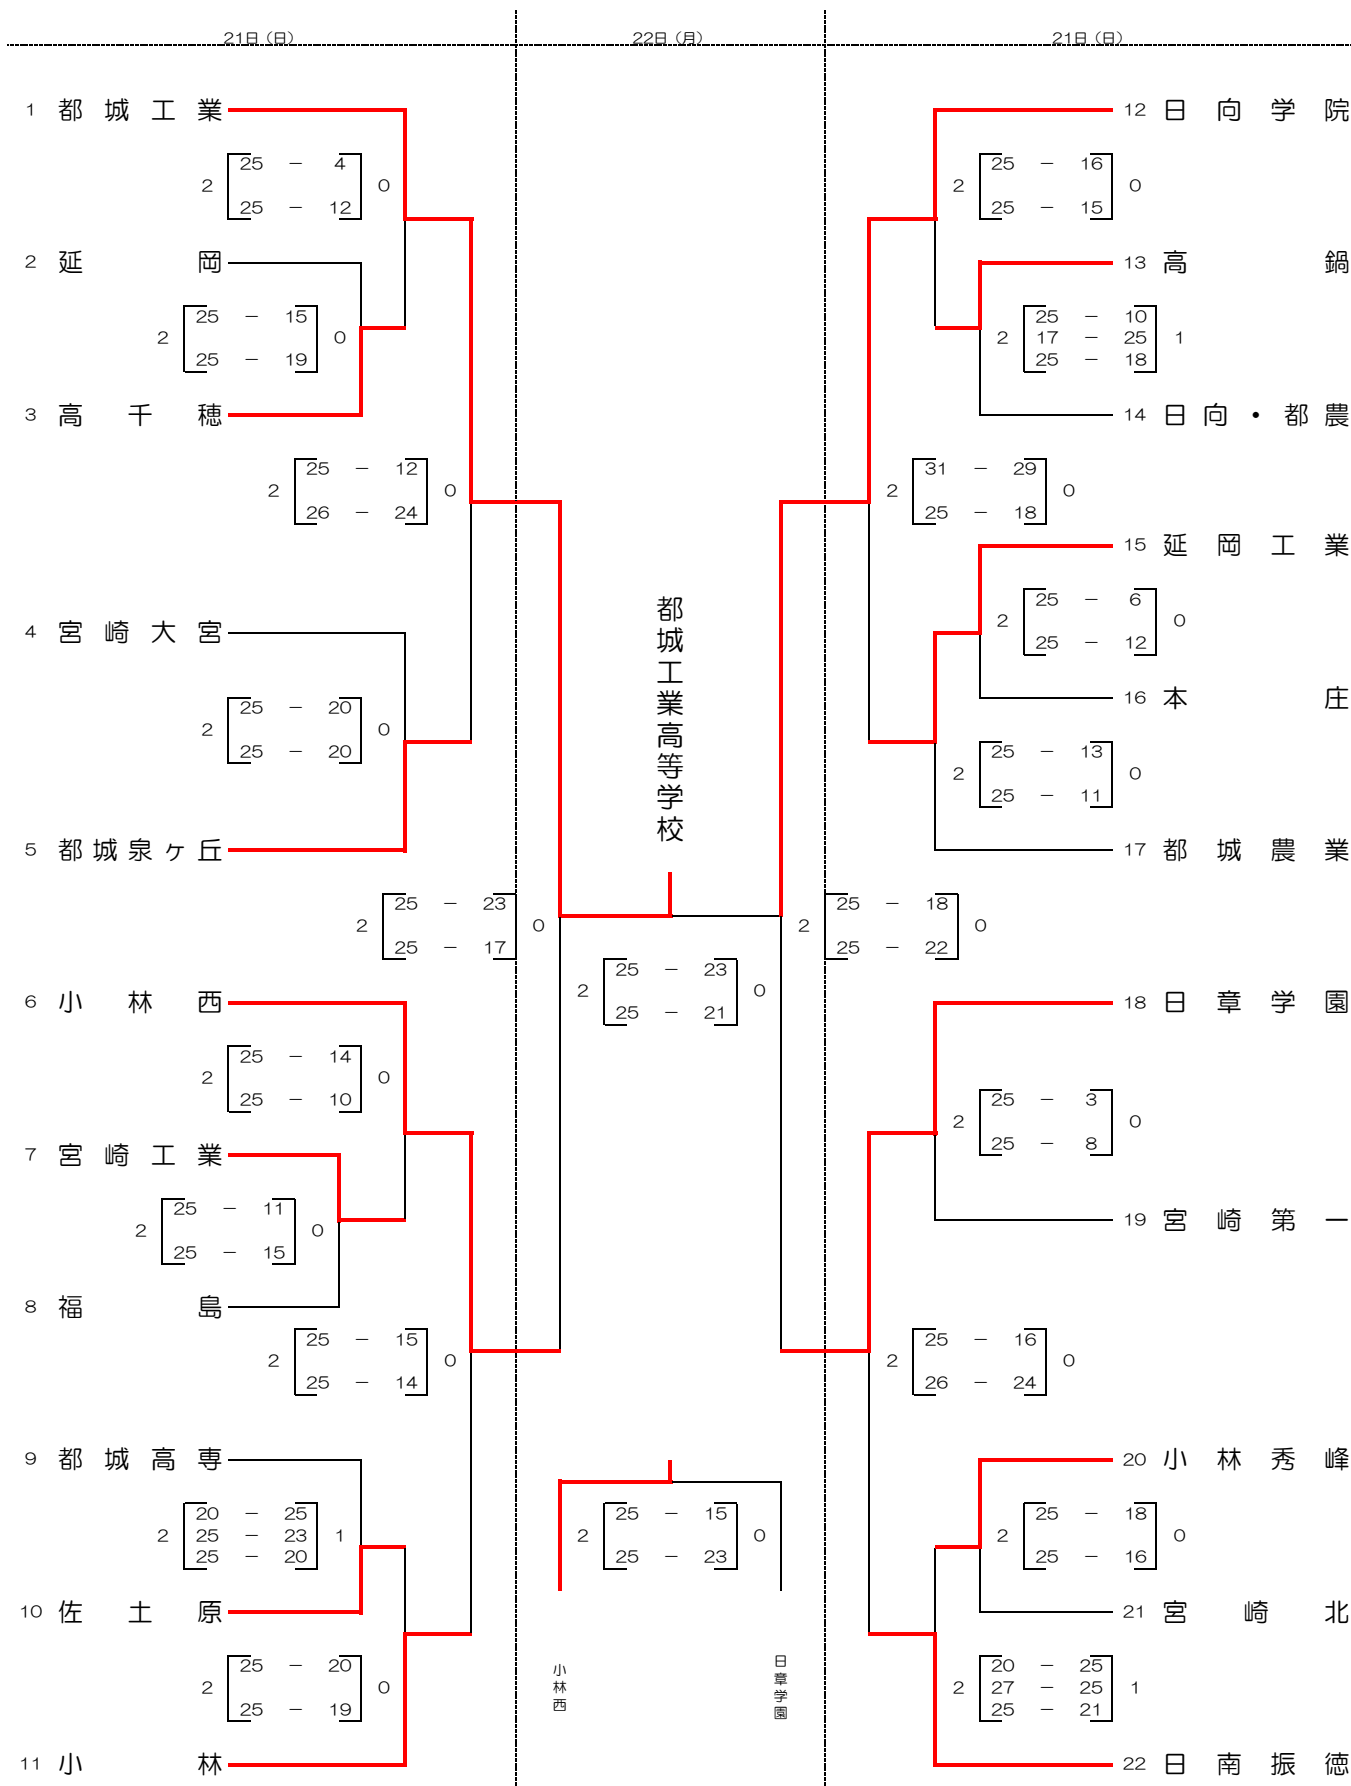 21日（日）
22日（月）
21日（日）
1 都城工業
2 25 － 4 0
25 － 12
2 延岡
2 25 － 15 0
25 － 19
3 高千穂
2 25 － 12 0
26 － 24
4 宮崎大宮
2 25 － 20 0
25 － 20
5 都城泉ヶ丘
2 25 － 23 0
25 － 17
6 小林西
2 25 － 14 0
25 － 10
7 宮崎工業
2 25 － 11 0
25 － 15
8 福島
2 25 － 15 0
25 － 14
9 都城高専
20 － 25
2 25 － 23 1
25 － 20
10 佐土原
2 25 － 20 0
25 － 19
11 小林
都城工業高等学校
2 25 － 23 0
25 － 21
2 25 － 15 0
25 － 23
小林西
日章学園
12 日向学院
2 25 － 16 0
25 － 15
13 高鍋
25 － 10
2 17 － 25 1
25 － 18
14 日向・都農
2 31 － 29 0
25 － 18
15 延岡工業
2 25 － 6 0
25 － 12
16 本庄
2 25 － 13 0
25 － 11
17 都城農業
2 25 － 18 0
25 － 22
18 日章学園
2 25 － 3 0
25 － 8
19 宮崎第一
2 25 － 16 0
26 － 24
20 小林秀峰
2 25 － 18 0
25 － 16
21 宮崎北
20 － 25
2 27 － 25 1
25 － 21
22 日南振徳